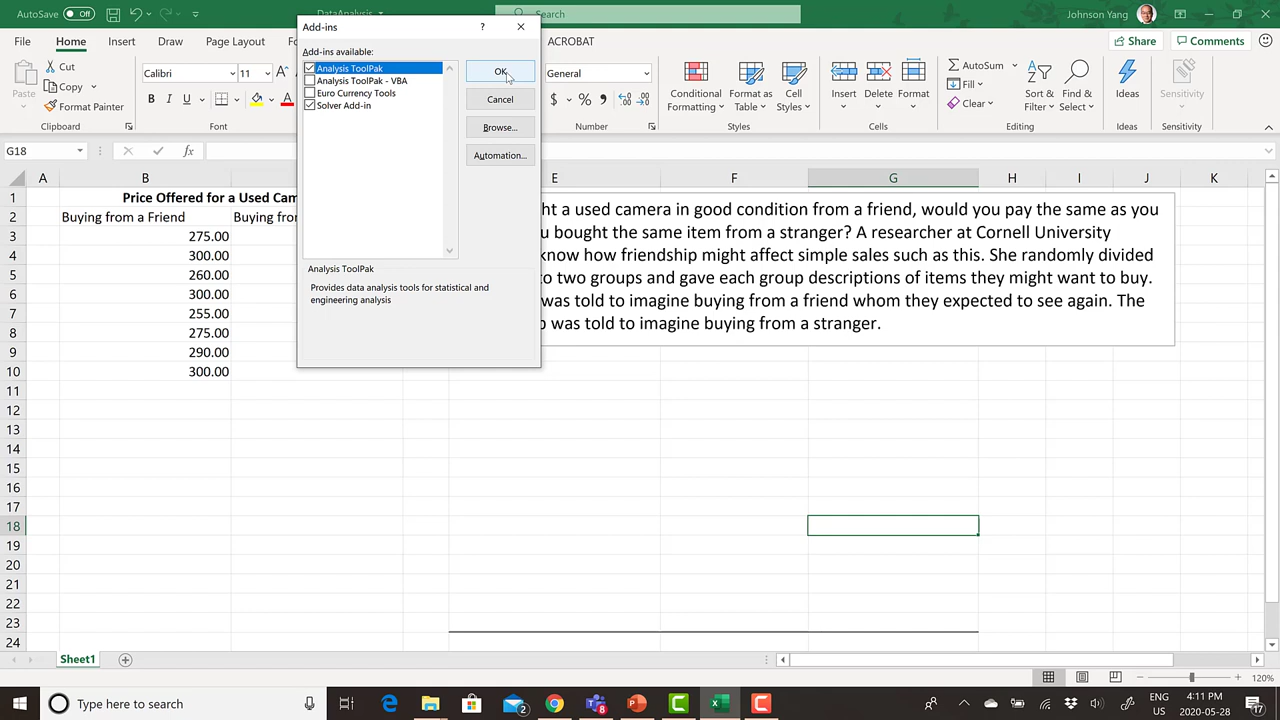 AutoSave Off
Search
Johnson Yang
File Home Insert Draw Page Layout ACROBAT
Share Comments
Cut
Copy
Format Painter
Paste
Clipboard
Calibri 11
B I U A
Font
General
$ % ,
Number
Conditional Formatting
Format as Table
Cell Styles
Styles
Insert Delete Format
Cells
AutoSum
Fill
Clear
Sort & Filter
Find & Select
Editing
Ideas
Ideas
Sensitivity
Sensitivity
G18
fx
Add-ins
?
Add-ins available:
Analysis ToolPak
Analysis ToolPak - VBA
Euro Currency Tools
Solver Add-in
OK
Cancel
Browse...
Automation...
Analysis ToolPak
Provides data analysis tools for statistical and
engineering analysis
A B E F G H I J K
1 Price Offered for a Used Cam
2 Buying from a Friend Buying fro
3 275.00
4 300.00
5 260.00
6 300.00
7 255.00
8 275.00
9 290.00
10 300.00
11
12
13
14
15
16
17
18
19
20
21
22
23
24
ht a used camera in good condition from a friend, would you pay the same as you
u bought the same item from a stranger? A researcher at Cornell University
know how friendship might affect simple sales such as this. She randomly divided
to two groups and gave each group descriptions of items they might want to buy.
was told to imagine buying from a friend whom they expected to see again. The
p was told to imagine buying from a stranger.
Sheet1
120%
Type here to search
2
8
ENG
US
4:11 PM
2020-05-28